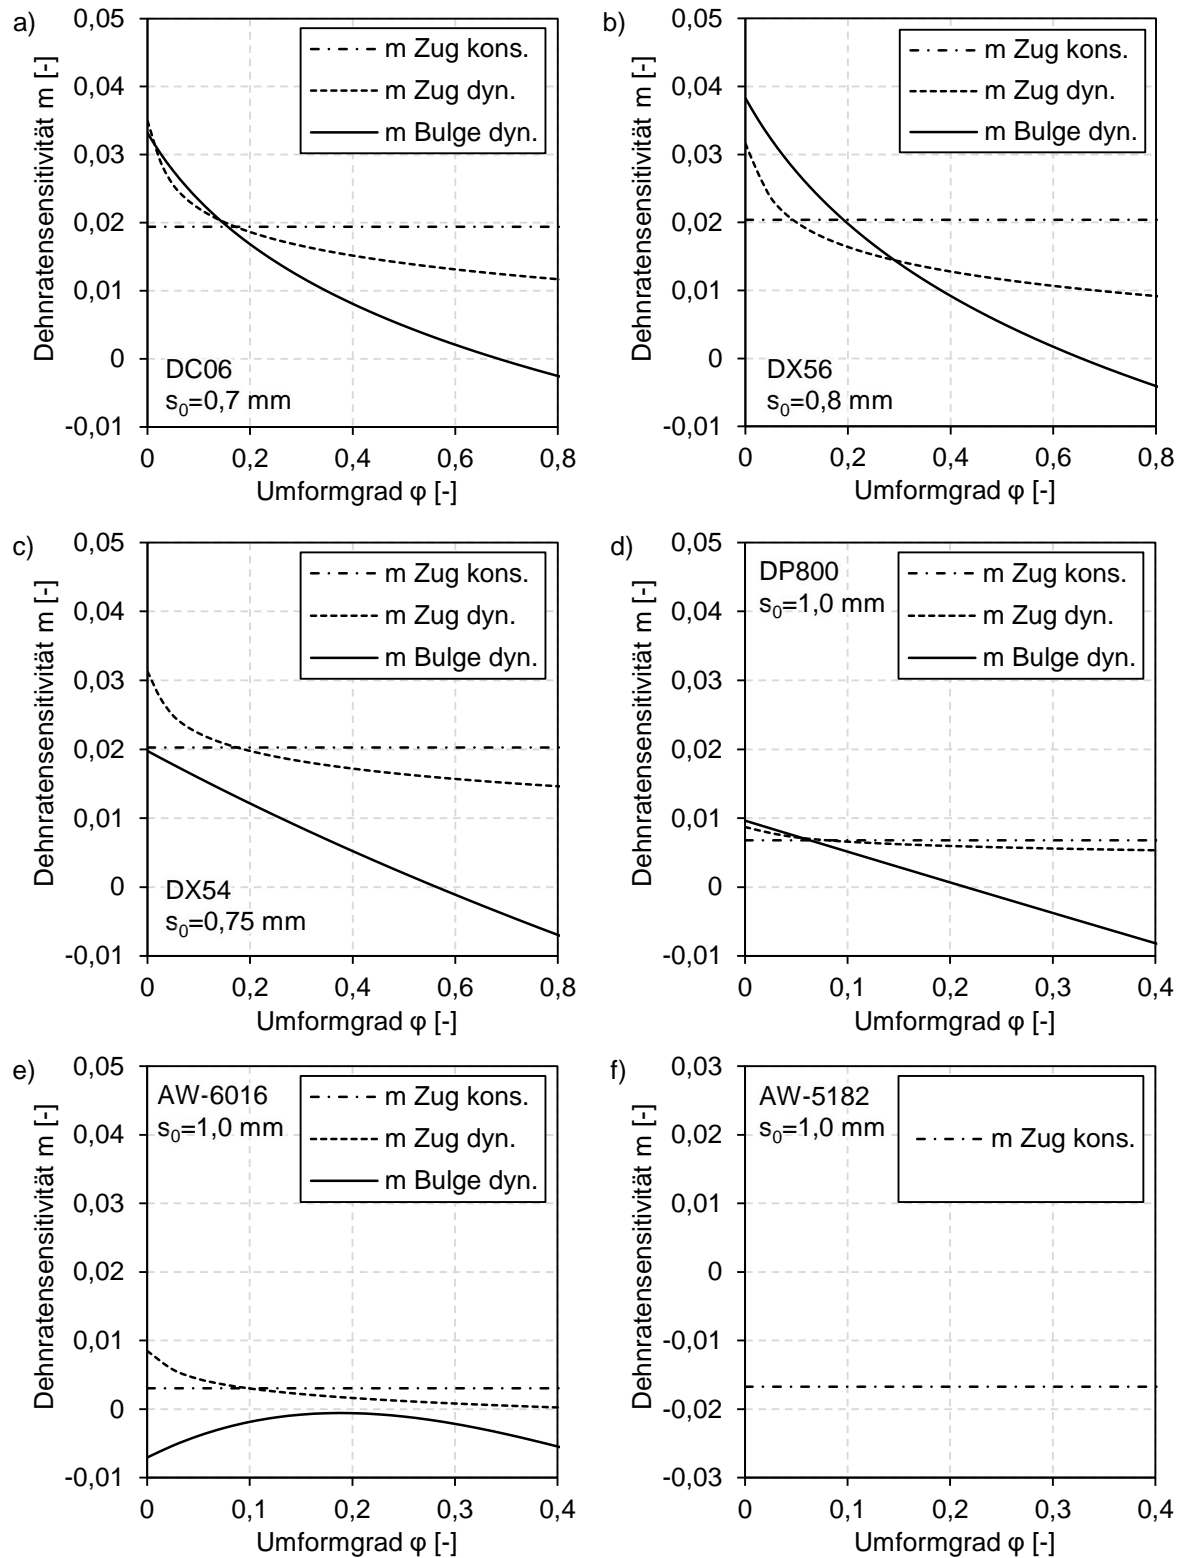 a)
Dehnratensensitivität m [-]
0,05
0,04
0,03
0,02
0,01
0
-0,01
m Zug kons.
m Zug dyn.
m Bulge dyn.
DC06
s₀=0,7 mm
0 0,2 0,4 0,6 0,8
Umformgrad φ [-]
b)
Dehnratensensitivität m [-]
0,05
0,04
0,03
0,02
0,01
0
-0,01
m Zug kons.
m Zug dyn.
m Bulge dyn.
DX56
s₀=0,8 mm
0 0,2 0,4 0,6 0,8
Umformgrad φ [-]
c)
Dehnratensensitivität m [-]
0,05
0,04
0,03
0,02
0,01
0
-0,01
m Zug kons.
m Zug dyn.
m Bulge dyn.
DX54
s₀=0,75 mm
0 0,2 0,4 0,6 0,8
Umformgrad φ [-]
d)
Dehnratensensitivität m [-]
0,05
0,04
0,03
0,02
0,01
0
-0,01
DP800
s₀=1,0 mm
m Zug kons.
m Zug dyn.
m Bulge dyn.
0 0,1 0,2 0,3 0,4
Umformgrad φ [-]
e)
Dehnratensensitivität m [-]
0,05
0,04
0,03
0,02
0,01
0
-0,01
AW-6016
s₀=1,0 mm
m Zug kons.
m Zug dyn.
m Bulge dyn.
0 0,1 0,2 0,3 0,4
Umformgrad φ [-]
f)
Dehnratensensitivität m [-]
0,03
0,02
0,01
0
-0,01
-0,02
-0,03
AW-5182
s₀=1,0 mm
m Zug kons.
0 0,1 0,2 0,3 0,4
Umformgrad φ [-]